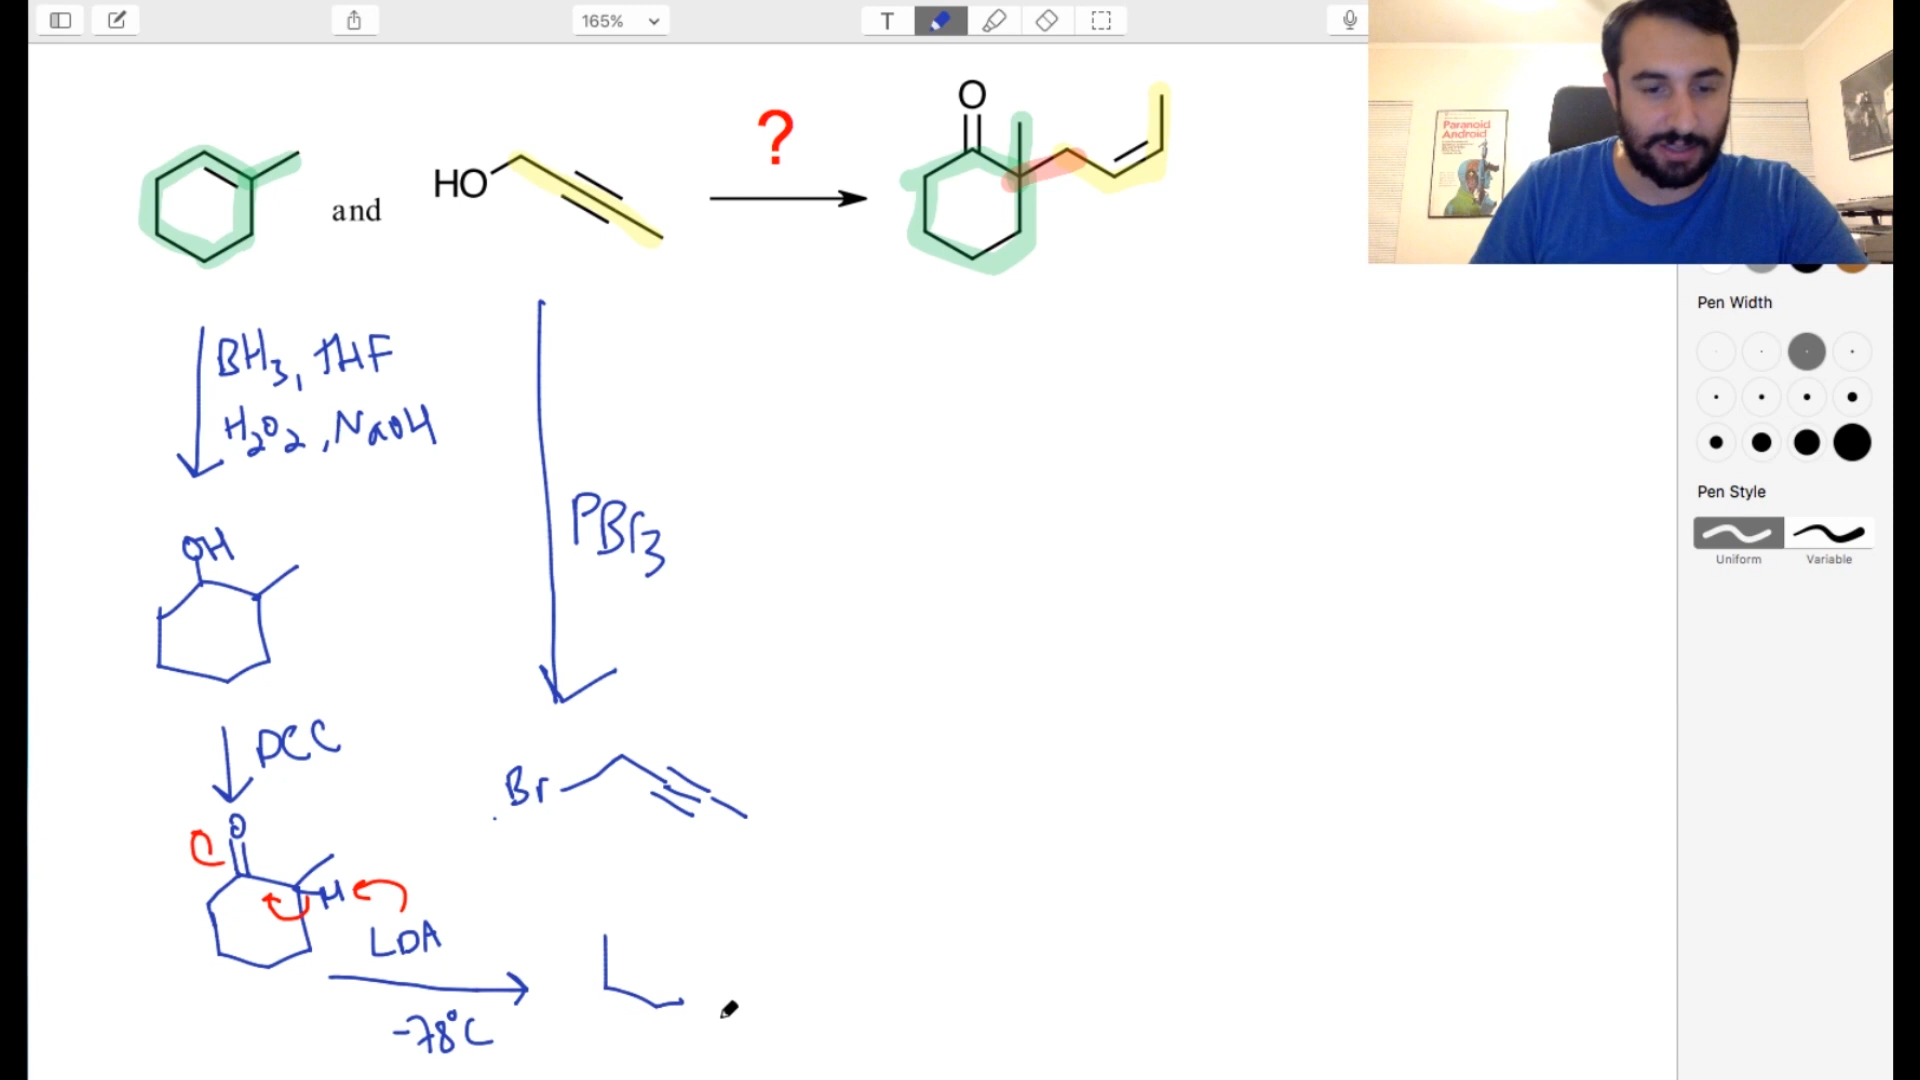 165%
T
O
?
HO
and
Paranoid
Android
Pen Width
BH3, THF
H2O2, NaOH
PBr3
Pen Style
Uniform
Variable
OH
PCC
Br
O
H
LDA
-78°C